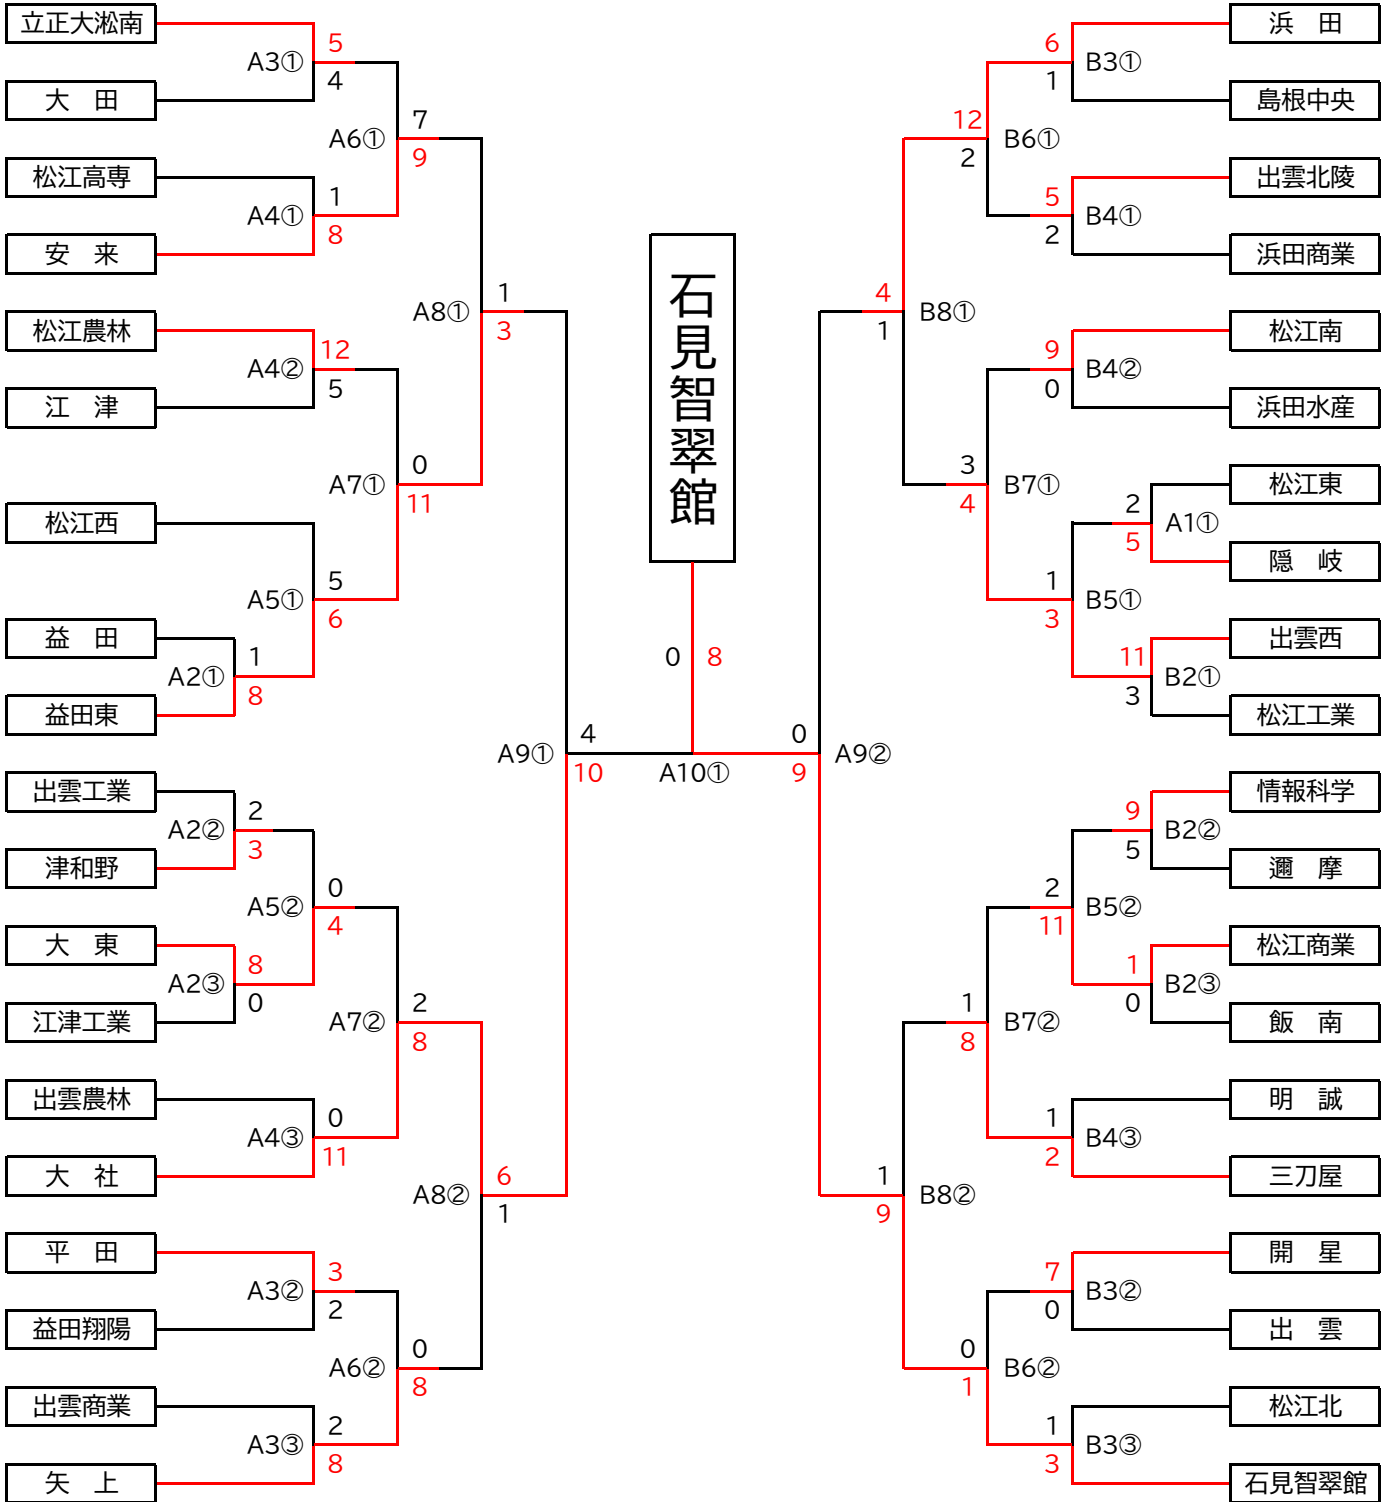 立正大淞南
5
A3①
4
大　田
7
A6①
9
松江高専
1
A4①
8
安　来
1
A8①
3
松江農林
12
A4②
5
江　津
0
A7①
11
松江西
5
A5①
6
益　田
1
A2①
8
益田東
4
A9①
10
出雲工業
2
A2②
3
津和野
0
A5②
4
大　東
8
A2③
0
江津工業
2
A7②
8
出雲農林
0
A4③
11
大　社
6
A8②
1
平　田
3
A3②
2
益田翔陽
0
A6②
8
出雲商業
2
A3③
8
矢　上
石見智翠館
0
8
A10①
浜　田
6
B3①
1
島根中央
12
B6①
2
出雲北陵
5
B4①
2
浜田商業
4
B8①
1
松江南
9
B4②
0
浜田水産
3
B7①
4
松江東
2
A1①
5
隠　岐
1
B5①
3
出雲西
11
B2①
3
松江工業
0
A9②
9
情報科学
9
B2②
5
邇　摩
2
B5②
11
松江商業
1
B2③
0
飯　南
1
B7②
8
明　誠
1
B4③
2
三刀屋
1
B8②
9
開　星
7
B3②
0
出　雲
0
B6②
1
松江北
1
B3③
3
石見智翠館